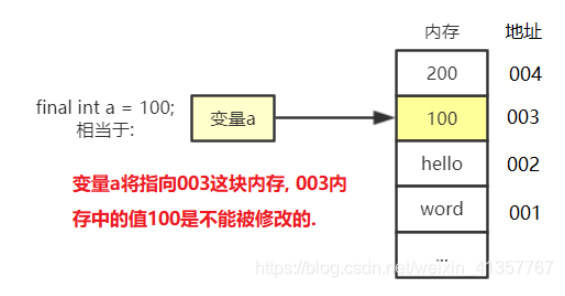 内存 地址
200 004
final int a = 100;
相当于:
变量a
100 003
hello 002
变量a将指向003这块内存, 003内
存中的值100是不能被修改的.
word 001
...
https://blog.csdn.net/weixin_41357767